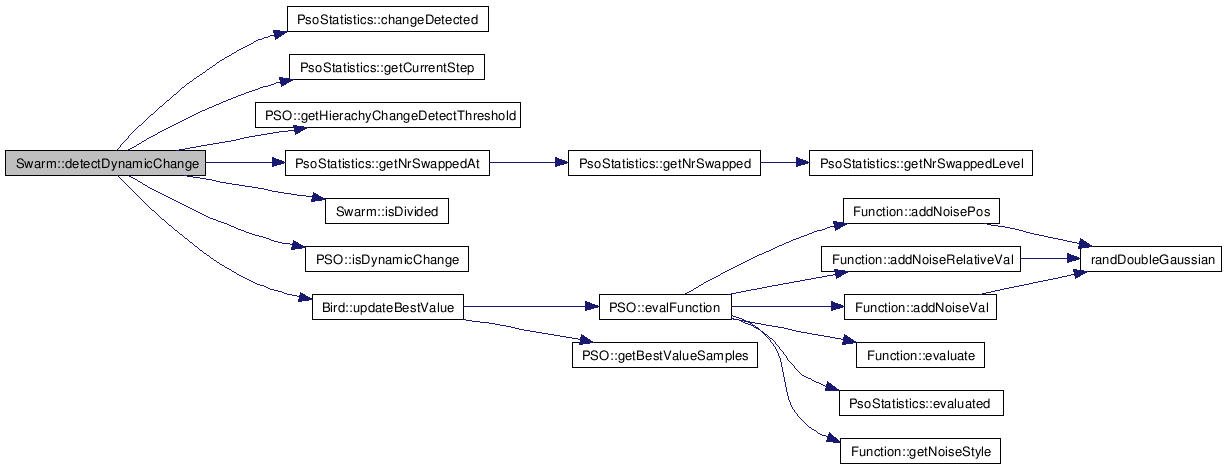 PsoStatistics::changeDetected
PsoStatistics::getCurrentStep
PSO::getHierachyChangeDetectThreshold
Swarm::detectDynamicChange
PsoStatistics::getNrSwappedAt
PsoStatistics::getNrSwapped
PsoStatistics::getNrSwappedLevel
Swarm::isDivided
Function::addNoisePos
PSO::isDynamicChange
Function::addNoiseRelativeVal
randDoubleGaussian
Bird::updateBestValue
PSO::evalFunction
Function::addNoiseVal
PSO::getBestValueSamples
Function::evaluate
PsoStatistics::evaluated
Function::getNoiseStyle